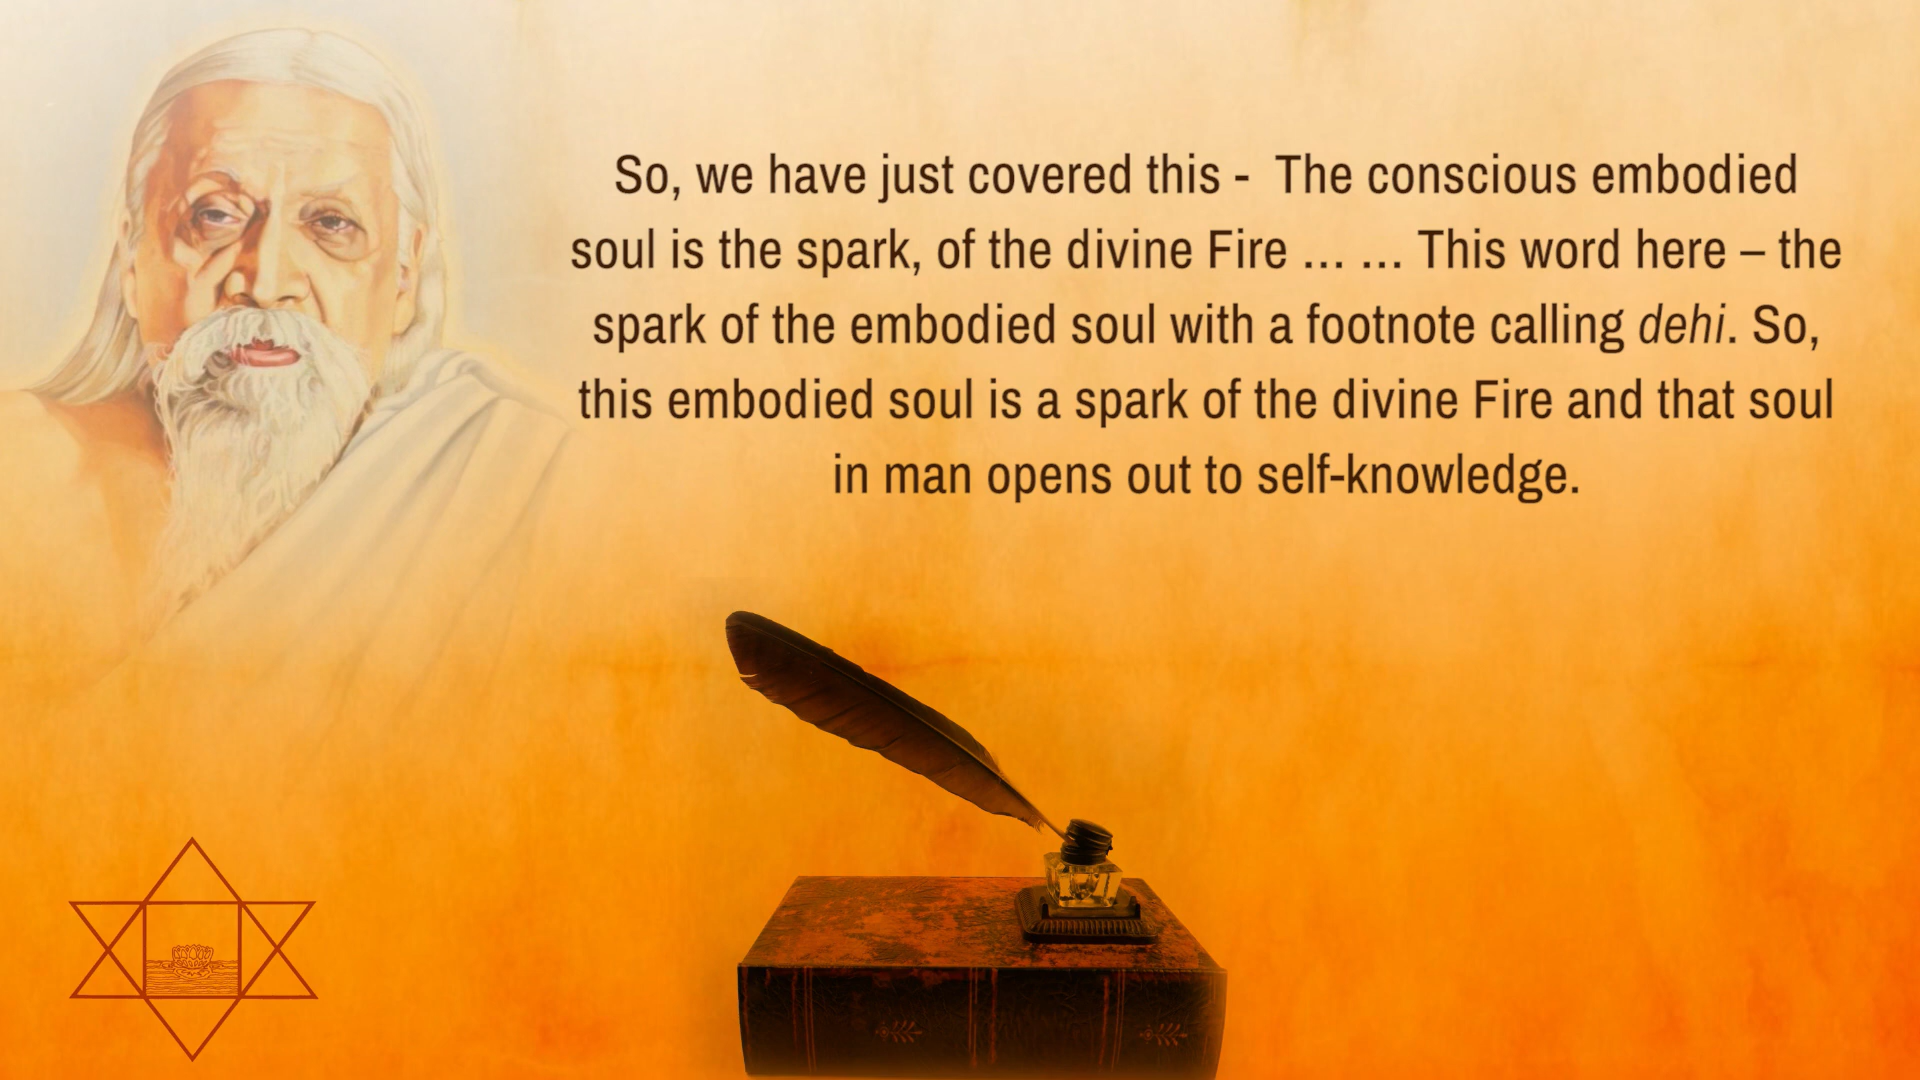 So, we have just covered this -  The conscious embodied
soul is the spark, of the divine Fire ... ... This word here – the
spark of the embodied soul with a footnote calling dehi. So,
this embodied soul is a spark of the divine Fire and that soul
in man opens out to self-knowledge.